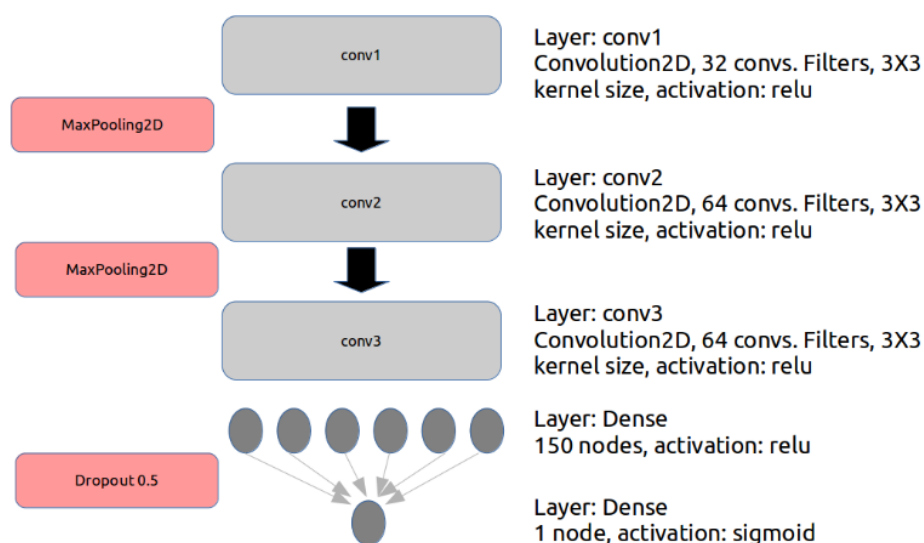 conv1
Layer: conv1
Convolution2D, 32 convs. Filters, 3X3
kernel size, activation: relu
MaxPooling2D
conv2
Layer: conv2
Convolution2D, 64 convs. Filters, 3X3
kernel size, activation: relu
MaxPooling2D
conv3
Layer: conv3
Convolution2D, 64 convs. Filters, 3X3
kernel size, activation: relu
Layer: Dense
150 nodes, activation: relu
Dropout 0.5
Layer: Dense
1 node, activation: sigmoid